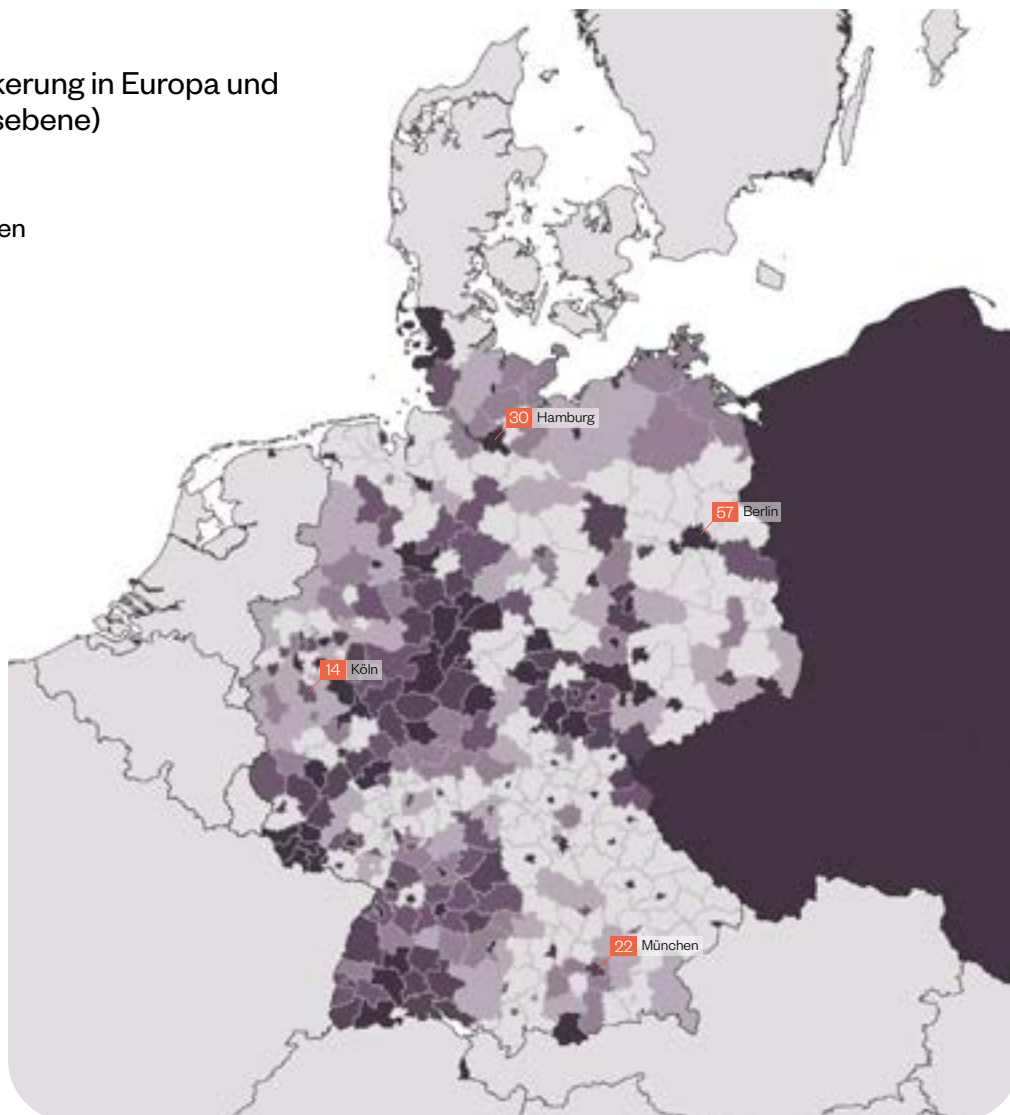 kerung in Europa und
sebene)
en
30 Hamburg
57 Berlin
14 Köln
22 München